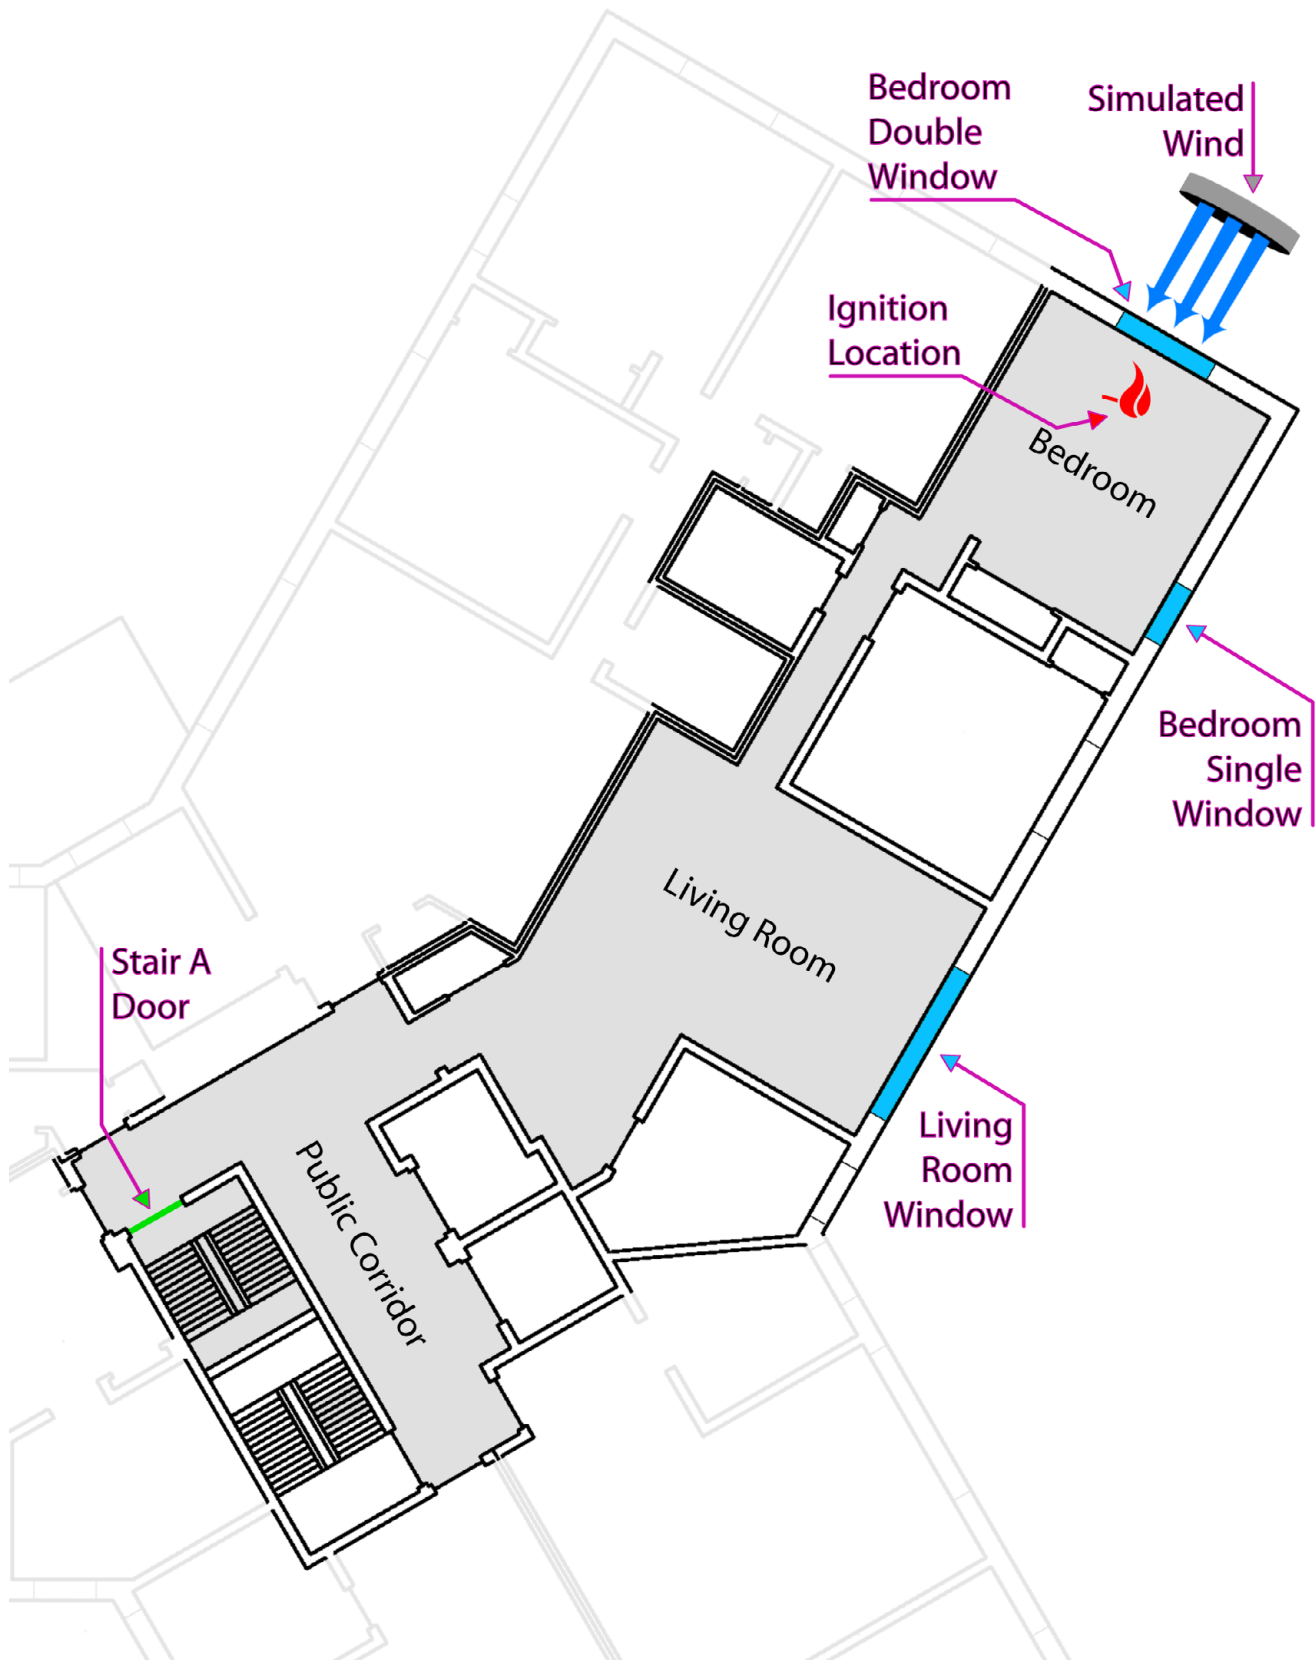 Bedroom
Double
Window
Simulated
Wind
Ignition
Location
Bedroom
Bedroom
Single
Window
Living Room
Stair A
Door
Living
Room
Window
Public Corridor